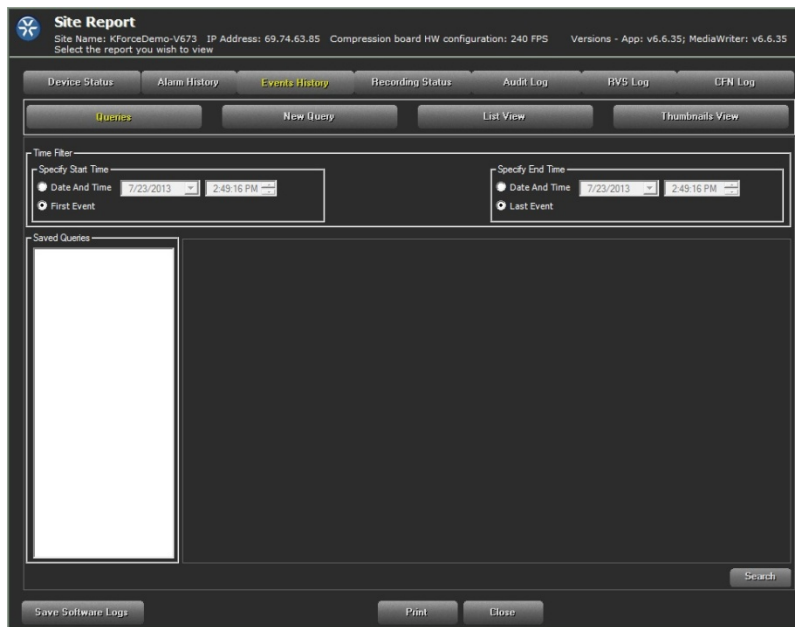 Site Report
Site Name: KForceDemo-V673 IP Address: 69.74.63.85 Compression board HW configuration: 240 FPS Versions - App: v6.6.35; MediaWriter: v6.6.35
Select the report you wish to view
Device Status Alarm History Events History Recording Status Audit Log RVS Log CFN Log
Queries New Query List View Thumbnails View
Time Filter
Specify Start Time Specify End Time
Date And Time 7/23/2013 2:49:16 PM Date And Time 7/23/2013 2:49:16 PM
First Event Last Event
Saved Queries
Search
Save Software Logs Print Close